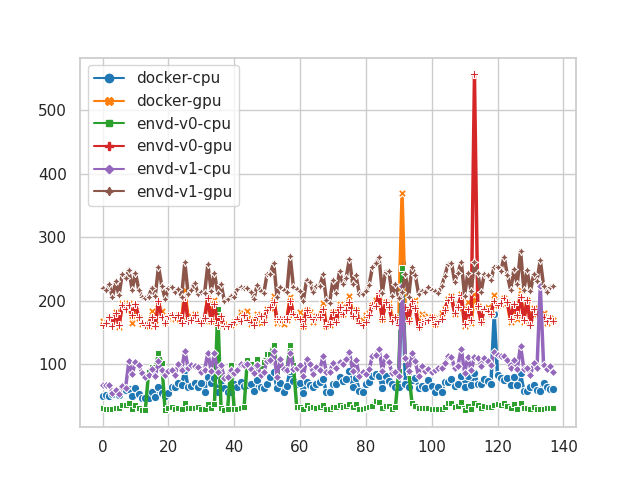 docker-cpu
docker-gpu
envd-v0-cpu
envd-v0-gpu
envd-v1-cpu
envd-v1-gpu
500
400
300
200
100
0 20 40 60 80 100 120 140